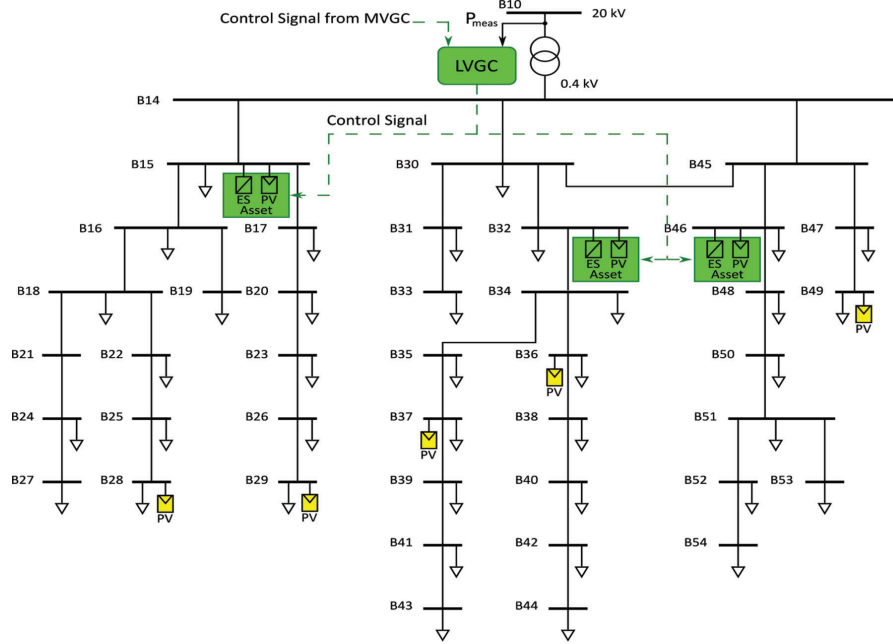 B10
20 kV
Control Signal from MVGC
Pmeas
LVGC
0.4 kV
B14
Control Signal
B15
B30
B45
ES PV
Asset
B16
B17
B31
B32
B46
B47
ES PV
Asset
ES PV
Asset
B18
B19
B20
B33
B34
B48
B49
PV
B21
B22
B23
B35
B36
B50
PV
B24
B25
B26
B37
B38
B51
PV
B27
B28
B29
B39
B40
B52
B53
PV
PV
B41
B42
B54
B43
B44